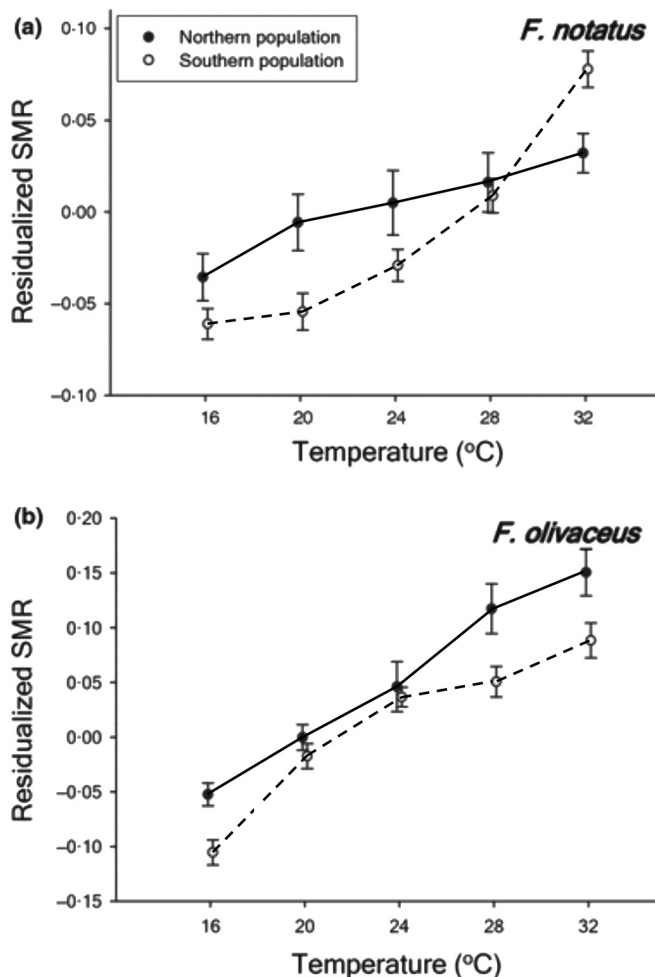 (a)
F. notatus
Northern population
Southern population
0·10
0·05
0·00
–0·05
–0·10
Residualized SMR
16 20 24 28 32
Temperature (oC)
(b)
F. olivaceus
0·20
0·15
0·10
0·05
0·00
–0·05
–0·10
–0·15
Residualized SMR
16 20 24 28 32
Temperature (oC)